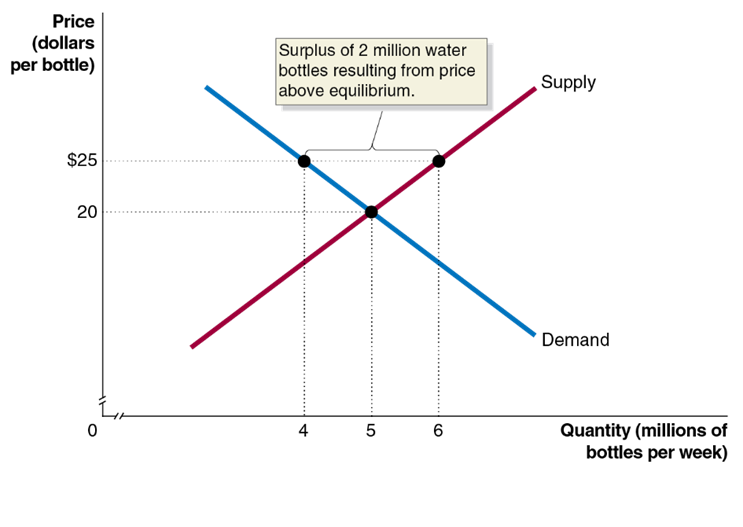 Price
(dollars
per bottle)
Surplus of 2 million water
bottles resulting from price
above equilibrium.
Supply
$25
20
Demand
0
4
5
6
Quantity (millions of
bottles per week)